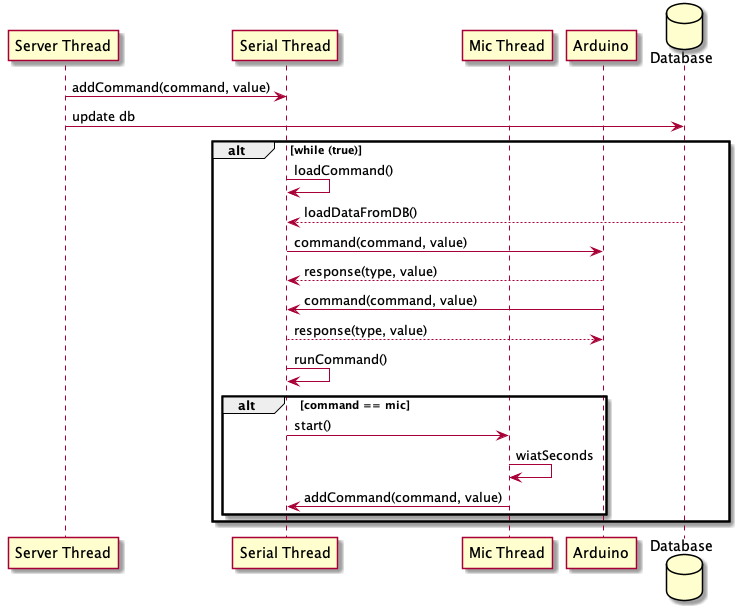 Server Thread Serial Thread Mic Thread Arduino Database
addCommand(command, value)
update db
alt [while (true)]
loadCommand()
loadDataFromDB()
command(command, value)
response(type, value)
command(command, value)
response(type, value)
runCommand()
alt [command == mic]
start()
wiatSeconds
addCommand(command, value)
Server Thread Serial Thread Mic Thread Arduino Database